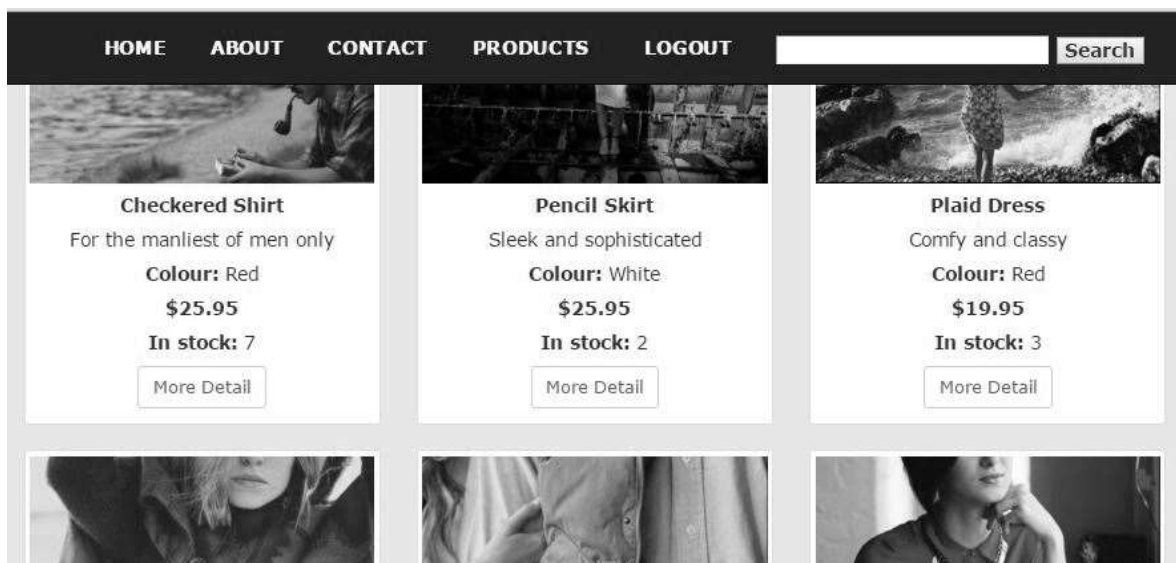 HOME ABOUT CONTACT PRODUCTS LOGOUT Search
Checkered Shirt
For the manliest of men only
Colour: Red
$25.95
In stock: 7
More Detail
Pencil Skirt
Sleek and sophisticated
Colour: White
$25.95
In stock: 2
More Detail
Plaid Dress
Comfy and classy
Colour: Red
$19.95
In stock: 3
More Detail